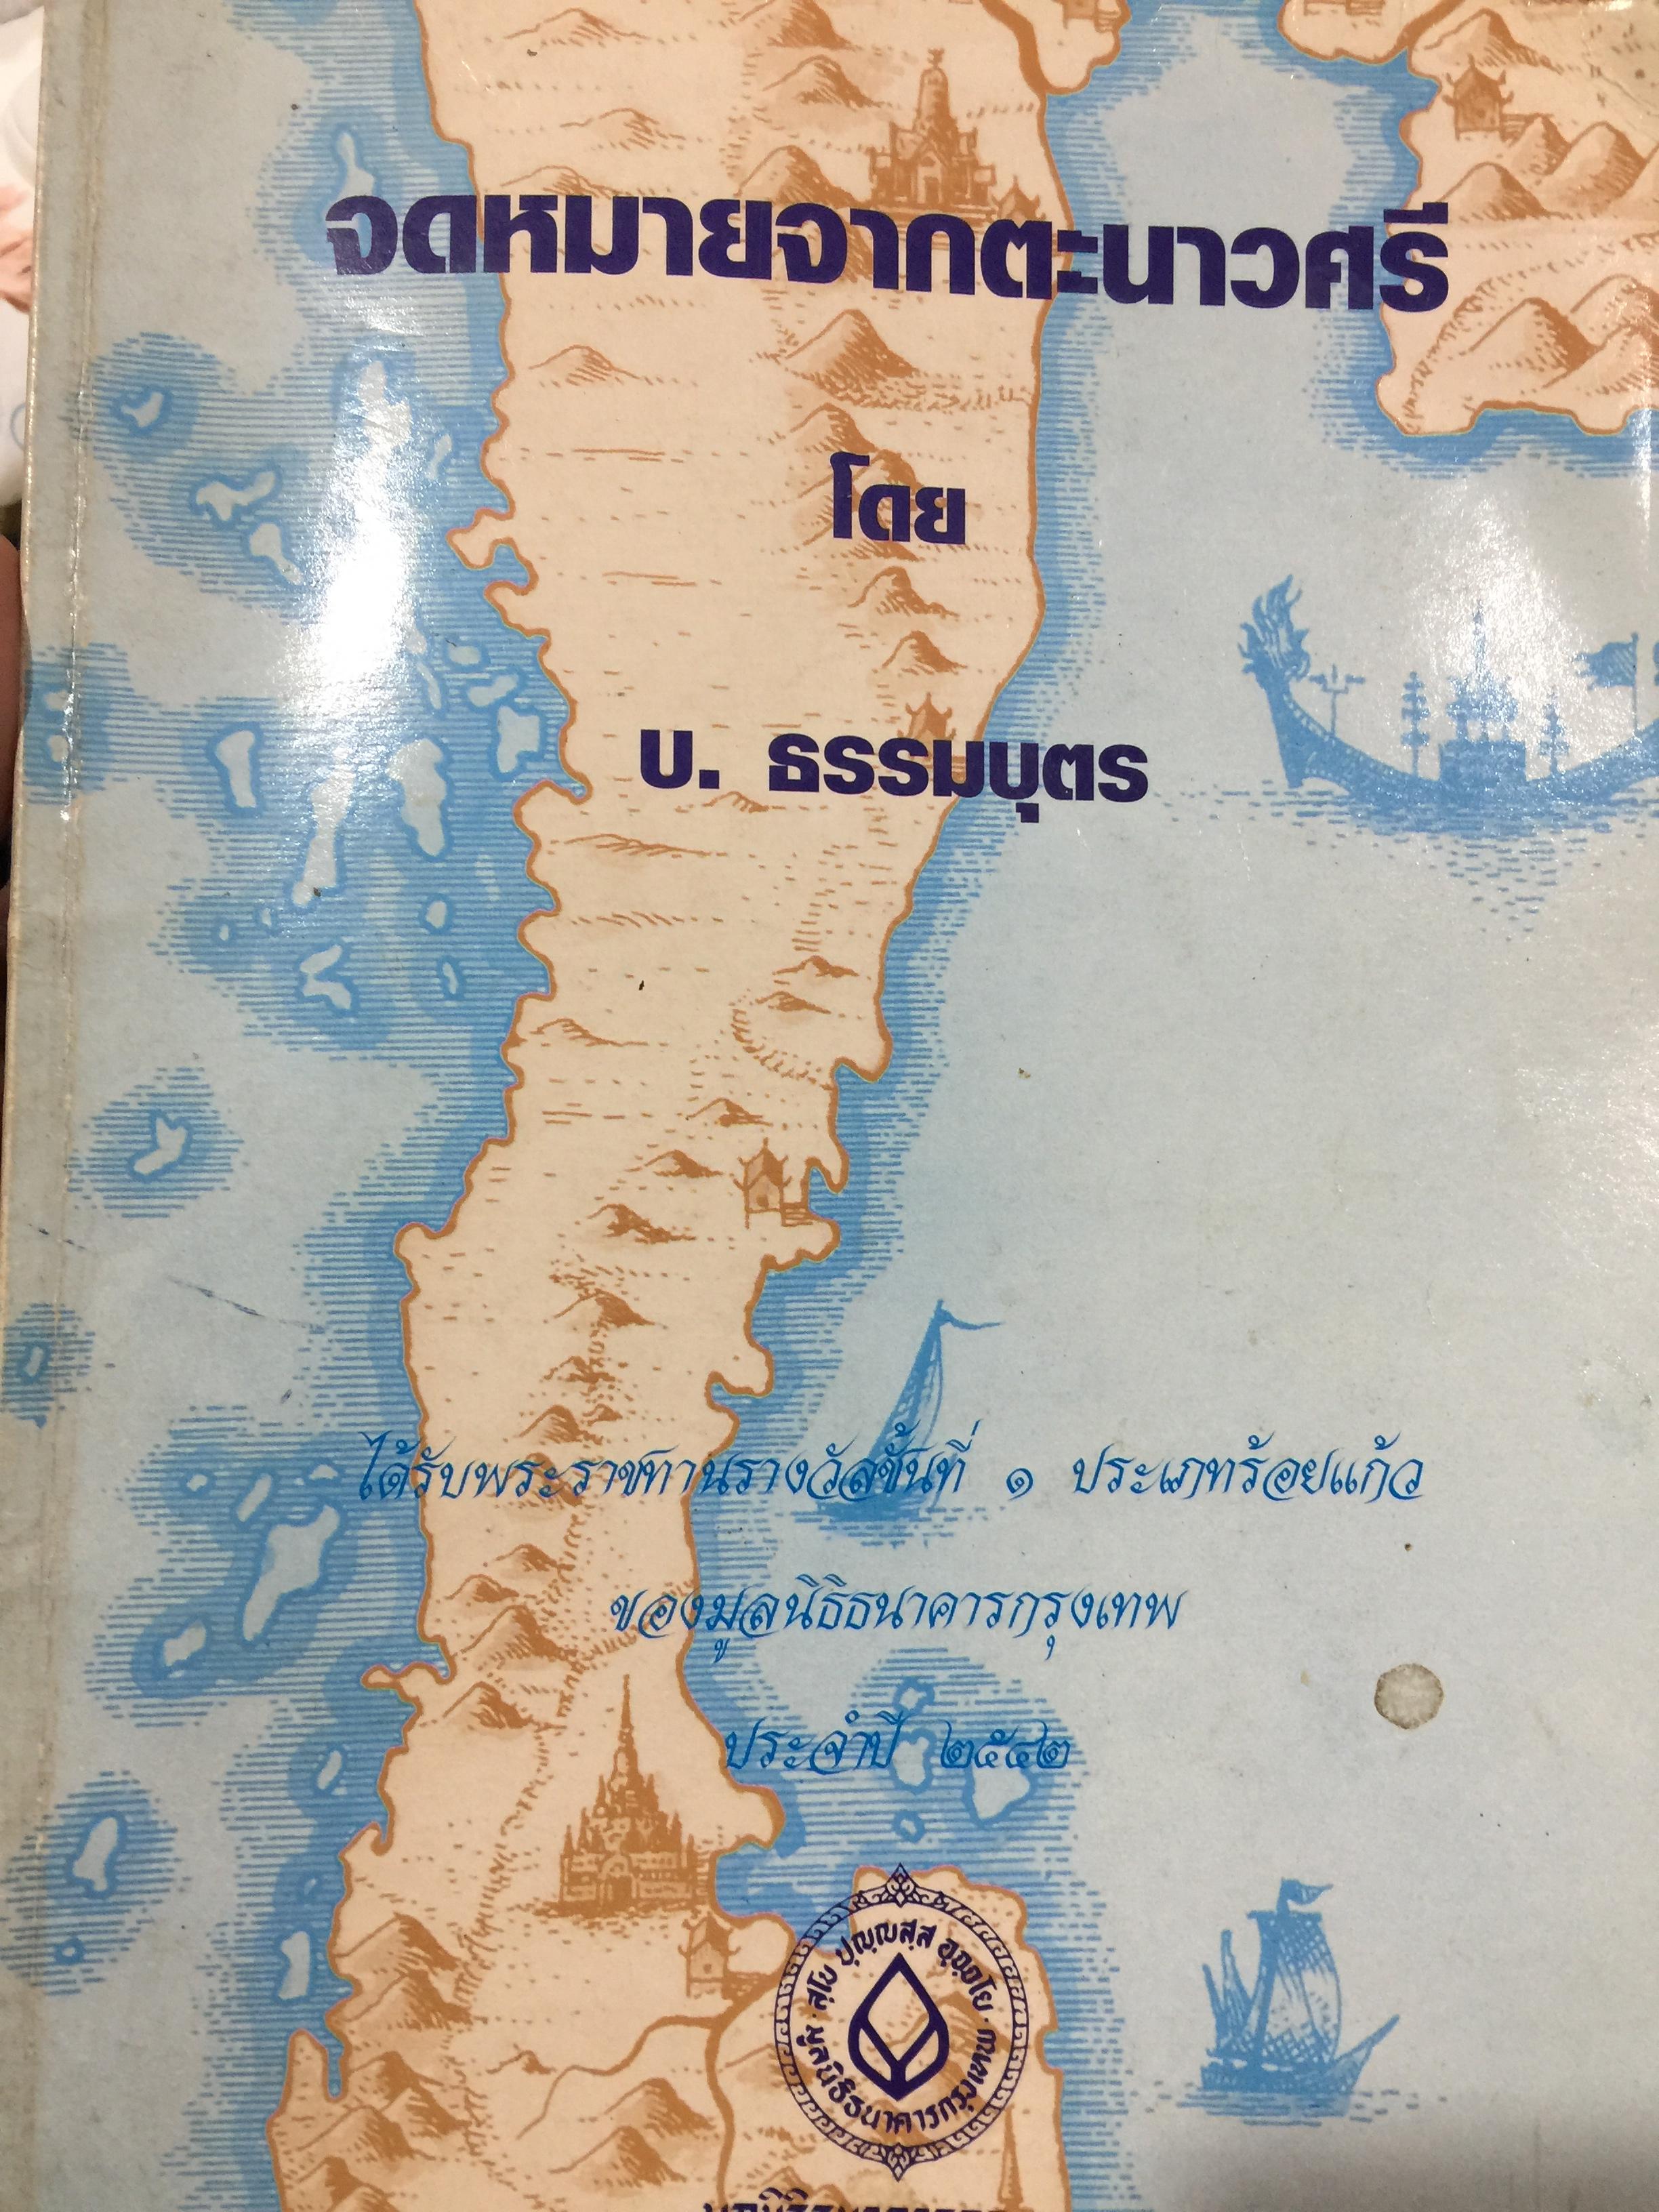 จดหมายจากตะนาวศรี
โดย
บ. ธรรมบุตร
ได้รับพระราชทานรางวัลชั้นที่ ๑ ประเภทร้อยแก้ว
ของมูลนิธิธนาคารกรุงเทพ
ประจำปี ๒๕๔๒
สุโข ปุญฺญสฺส อุจฺจโย
มูลนิธิธนาคารกรุงเทพ